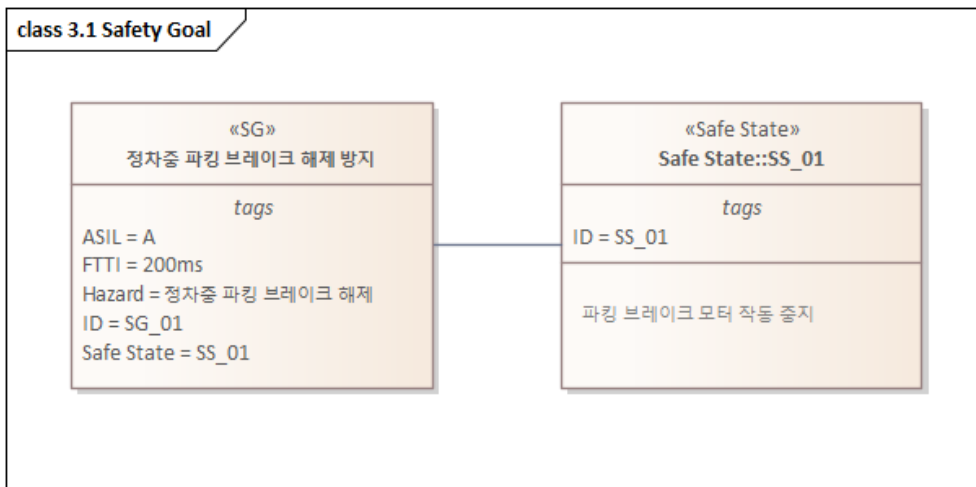 class 3.1 Safety Goal
«SG»
정차중 파킹 브레이크 해제 방지
tags
ASIL = A
FTTI = 200ms
Hazard = 정차중 파킹 브레이크 해제
ID = SG_01
Safe State = SS_01
«Safe State»
Safe State::SS_01
tags
ID = SS_01
파킹 브레이크 모터 작동 중지